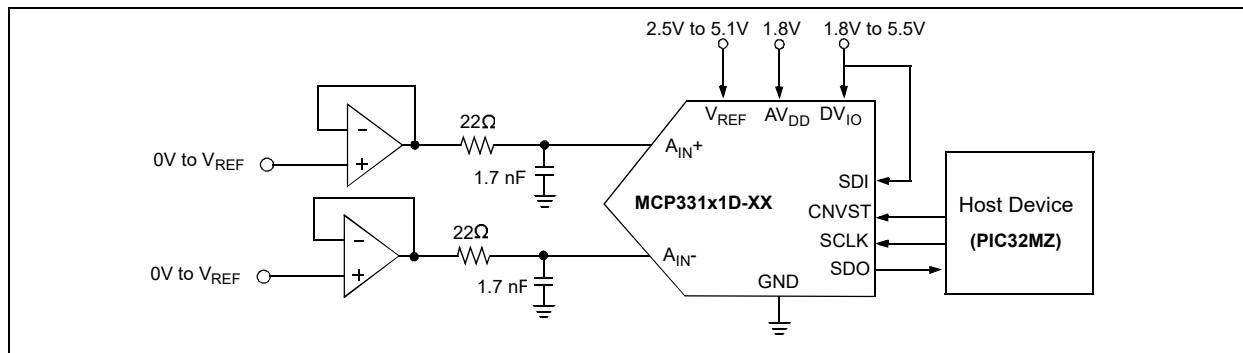 2.5V to 5.1V 1.8V 1.8V to 5.5V
VREF AVDD DVIO
22Ω
0V to VREF
-
+
1.7 nF
AIN+
22Ω
0V to VREF
-
+
1.7 nF
AIN-
MCP331x1D-XX
SDI
CNVST
SCLK
SDO
GND
Host Device
(PIC32MZ)